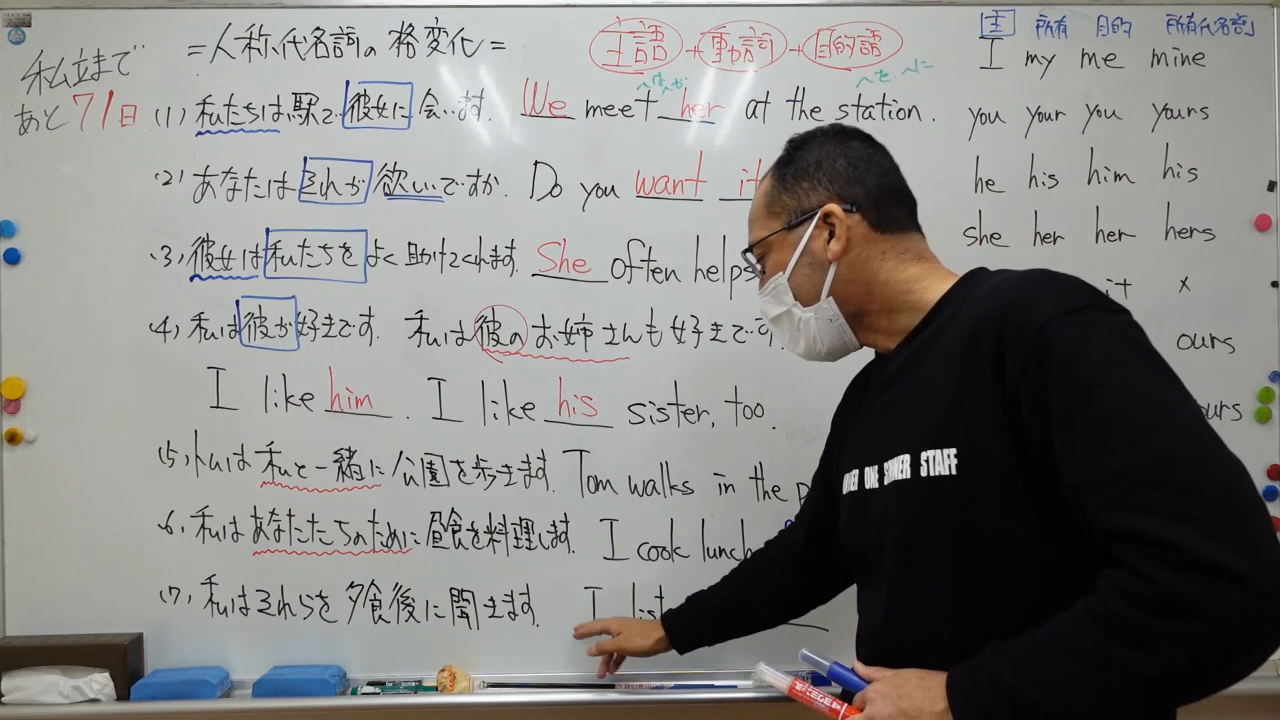 私立まで
あと71日
=人称代名詞の格変化=
主語+動詞+目的語
~は ~が
~を、~に
(1) 私たちは駅で彼女に会います。 We meet her at the station.
(2) あなたはそれが欲しいですか。 Do you want it
(3) 彼女は私たちをよく助けてくれます。 She often helps
(4) 私は彼が好きです。 私は彼のお姉さんも好きです。
I like him. I like his sister, too.
(5) トムは私と一緒に公園を歩きます。 Tom walks in the
(6) 私はあなたたちのために昼食を料理します。 I cook lunch
(7) 私はそれらを夕食後に聞きます。 I list
主 所有 目的 所有代名詞
I my me mine
you your you yours
he his him his
she her her hers
it ×
ours
ONE SUMMER STAFF